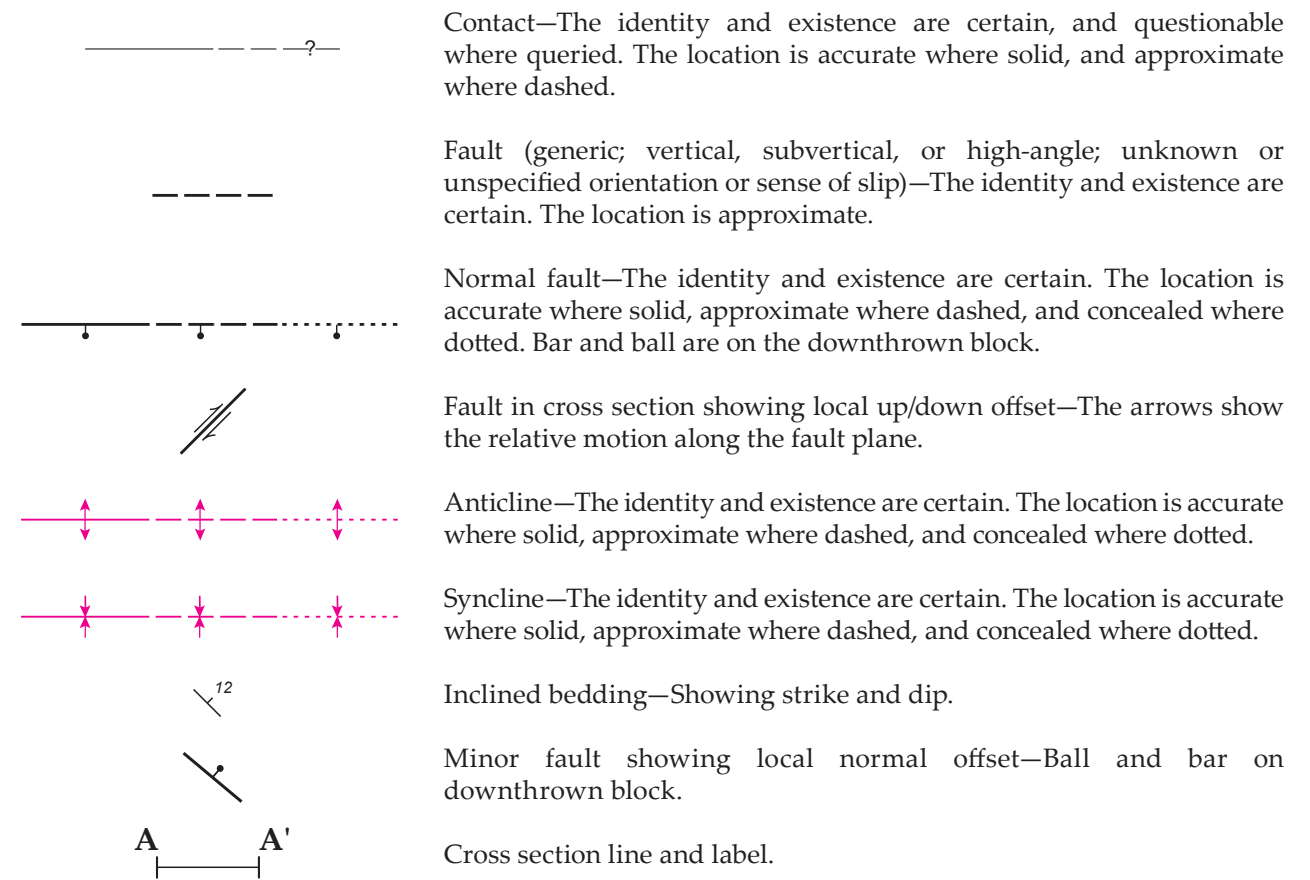 Contact—The identity and existence are certain, and questionable
?
where queried. The location is accurate where solid, and approximate
where dashed.
Fault (generic; vertical, subvertical, or high-angle; unknown or
unspecified orientation or sense of slip)—The identity and existence are
certain. The location is approximate.
Normal fault—The identity and existence are certain. The location is
accurate where solid, approximate where dashed, and concealed where
dotted. Bar and ball are on the downthrown block.
Fault in cross section showing local up/down offset—The arrows show
the relative motion along the fault plane.
Anticline—The identity and existence are certain. The location is accurate
where solid, approximate where dashed, and concealed where dotted.
Syncline—The identity and existence are certain. The location is accurate
where solid, approximate where dashed, and concealed where dotted.
12
Inclined bedding—Showing strike and dip.
Minor fault showing local normal offset—Ball and bar on
downthrown block.
A A'
Cross section line and label.